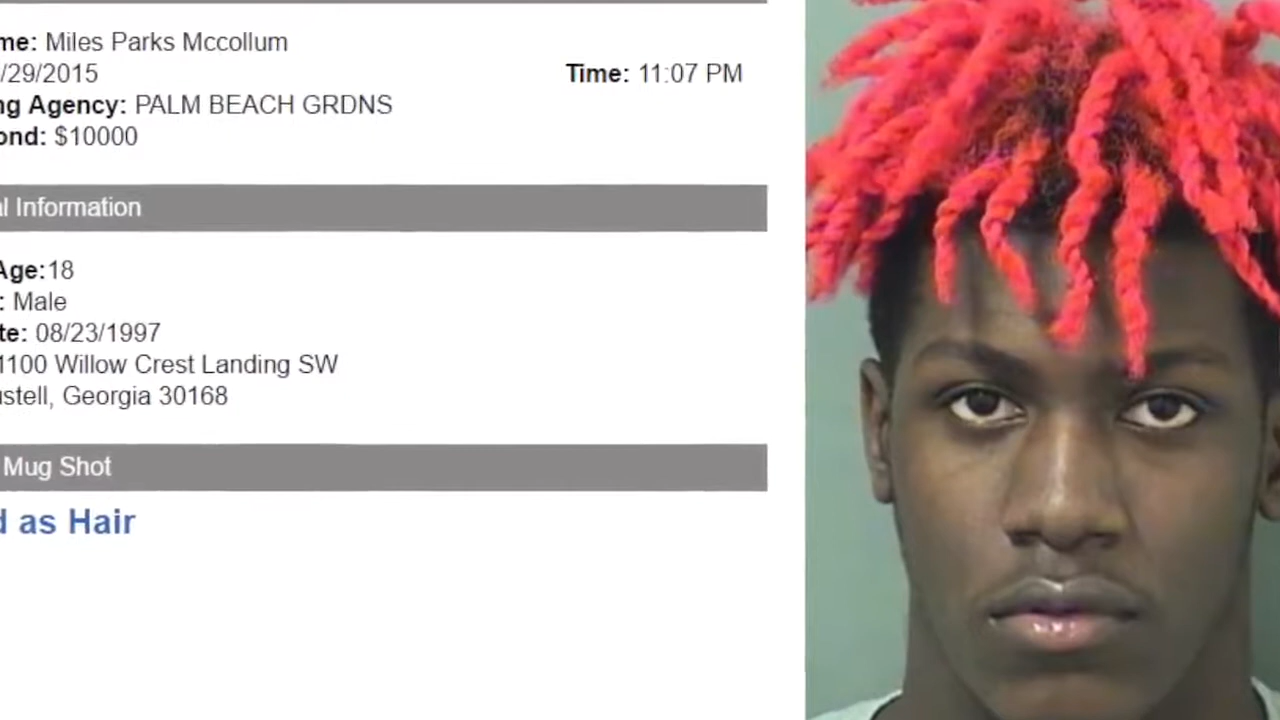 me: Miles Parks Mccollum
/29/2015 Time: 11:07 PM
ng Agency: PALM BEACH GRDNS
ond: $10000
al Information
Age:18
: Male
te: 08/23/1997
1100 Willow Crest Landing SW
ustell, Georgia 30168
Mug Shot
d as Hair